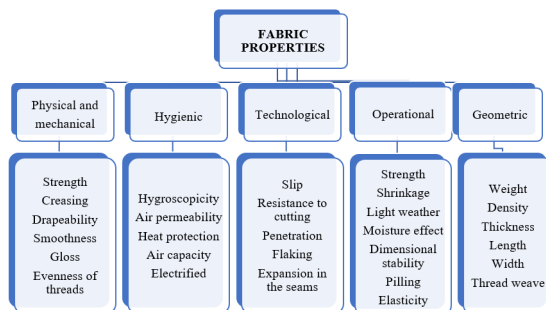 FABRIC
PROPERTIES
Physical and
mechanical
Hygienic
Technological
Operational
Geometric
Strength
Creasing
Drapeability
Smoothness
Gloss
Evenness of
threads
Hygroscopicity
Air permeability
Heat protection
Air capacity
Electrified
Slip
Resistance to
cutting
Penetration
Flaking
Expansion in
the seams
Strength
Shrinkage
Light weather
Moisture effect
Dimensional
stability
Pilling
Elasticity
Weight
Density
Thickness
Length
Width
Thread weave